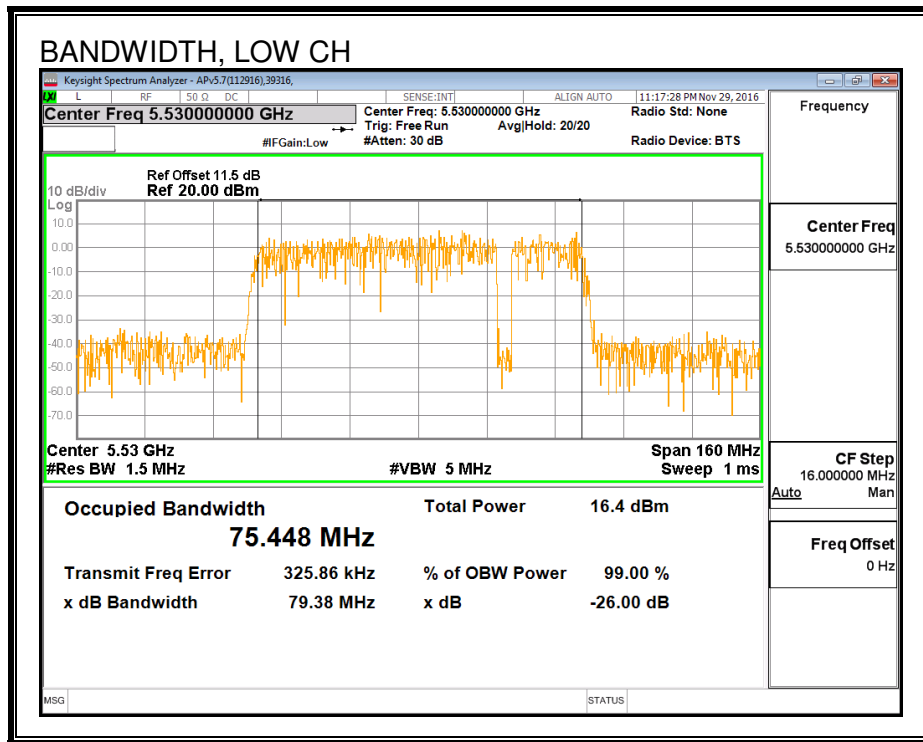 BANDWIDTH, LOW CH
Keysight Spectrum Analyzer - APv5.7(112916),39316,
LXI L RF 50 Ω DC SENSE:INT ALIGN AUTO 11:17:28 PM Nov 29, 2016
Center Freq 5.530000000 GHz
Center Freq: 5.530000000 GHz
Radio Std: None
Trig: Free Run Avg|Hold: 20/20
#IFGain:Low
#Atten: 30 dB
Radio Device: BTS
Ref Offset 11.5 dB
10 dB/div Ref 20.00 dBm
Log
10.0
0.00
-10.0
-20.0
-30.0
-40.0
-50.0
-60.0
-70.0
Center 5.53 GHz Span 160 MHz
#Res BW 1.5 MHz #VBW 5 MHz Sweep 1 ms
Occupied Bandwidth Total Power 16.4 dBm
75.448 MHz
Transmit Freq Error 325.86 kHz % of OBW Power 99.00 %
x dB Bandwidth 79.38 MHz x dB -26.00 dB
Frequency
Center Freq
5.530000000 GHz
CF Step
16.000000 MHz
Auto Man
Freq Offset
0 Hz
MSG STATUS